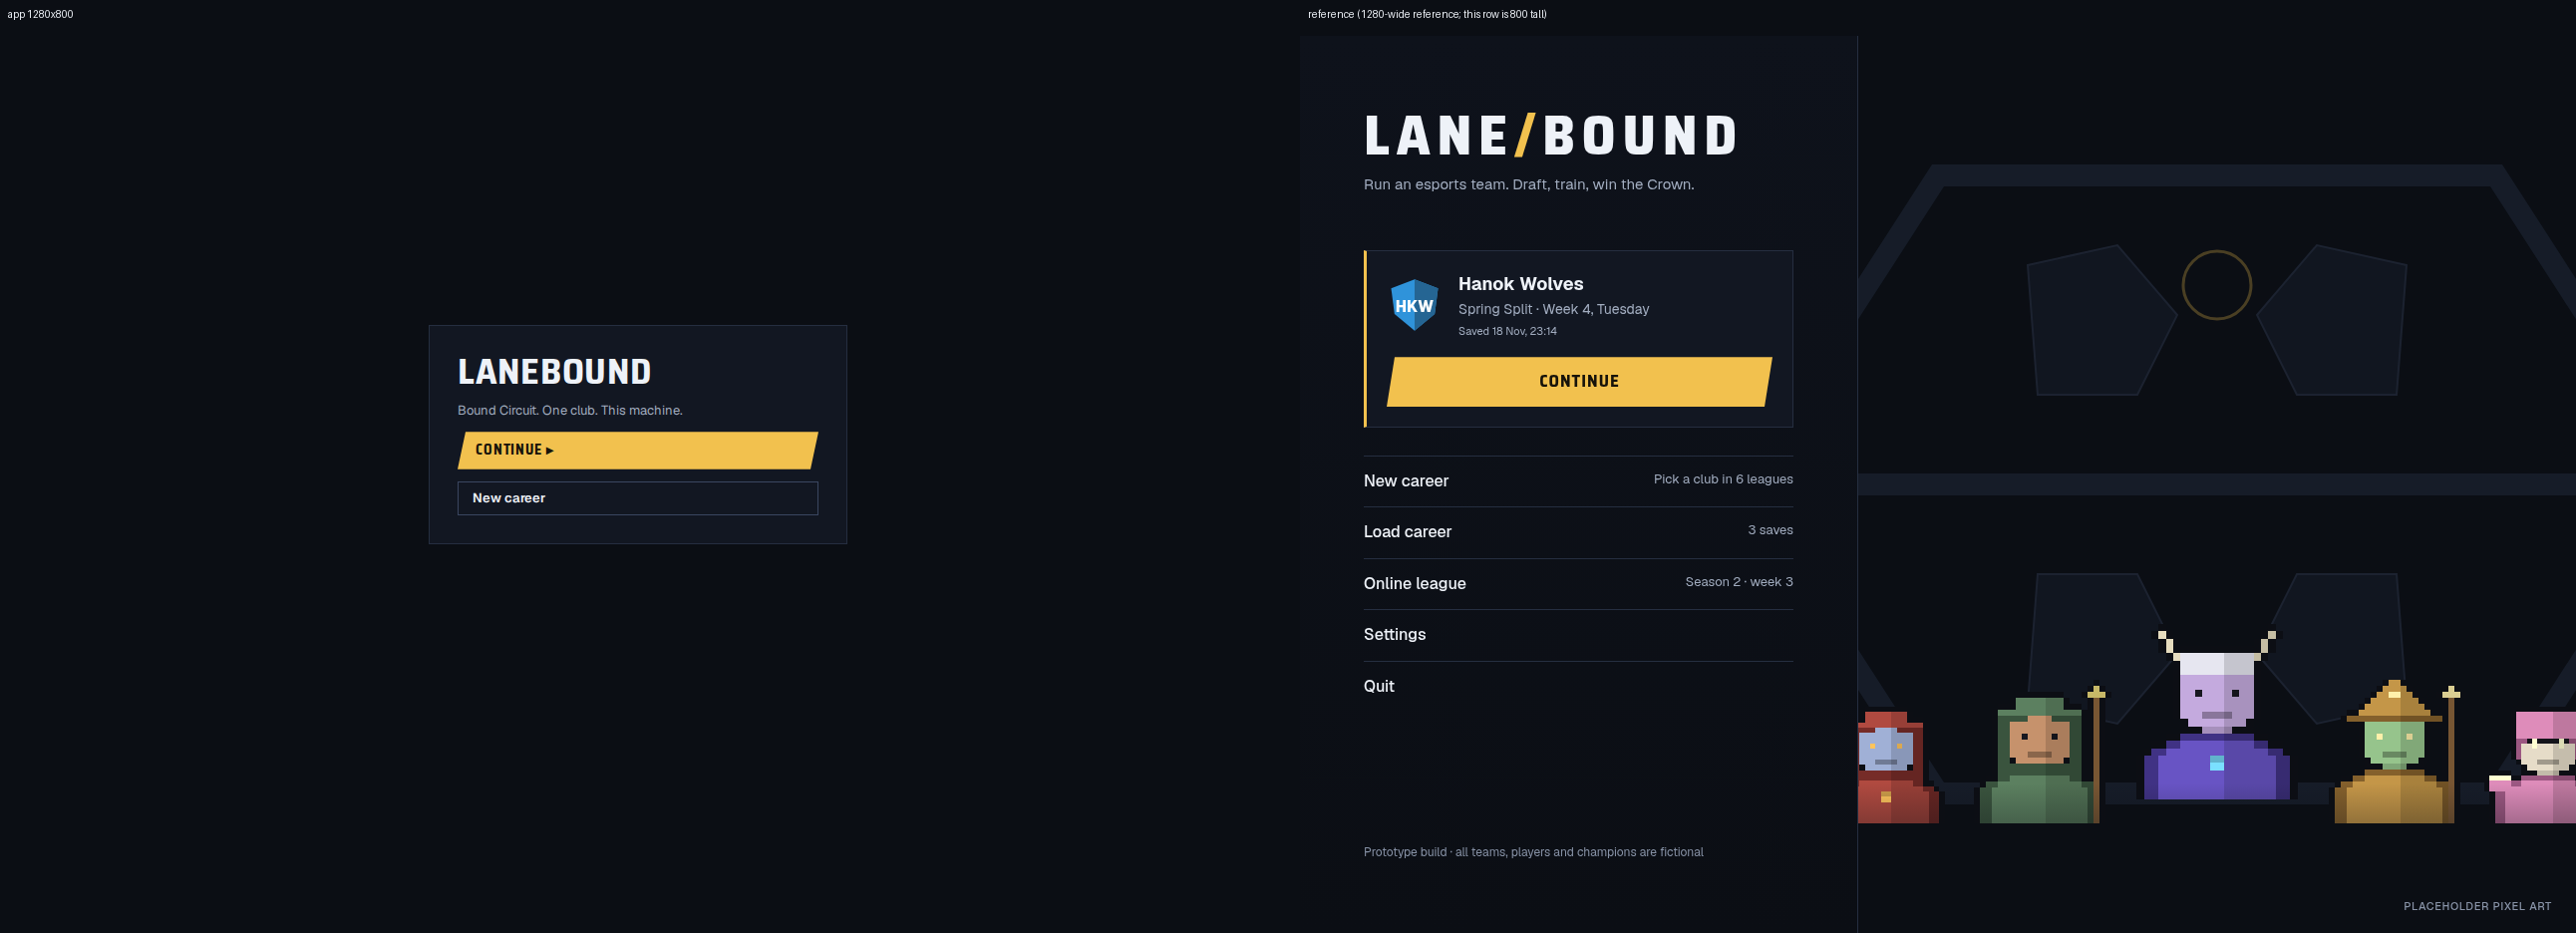 app 1280x800
LANEBOUND
Bound Circuit. One club. This machine.
CONTINUE ▸
New career
reference (1280-wide reference; this row is 800 tall)
LANE/BOUND
Run an esports team. Draft, train, win the Crown.
HKW
Hanok Wolves
Spring Split · Week 4, Tuesday
Saved 18 Nov, 23:14
CONTINUE
New career Pick a club in 6 leagues
Load career 3 saves
Online league Season 2 · week 3
Settings
Quit
Prototype build · all teams, players and champions are fictional
PLACEHOLDER PIXEL ART